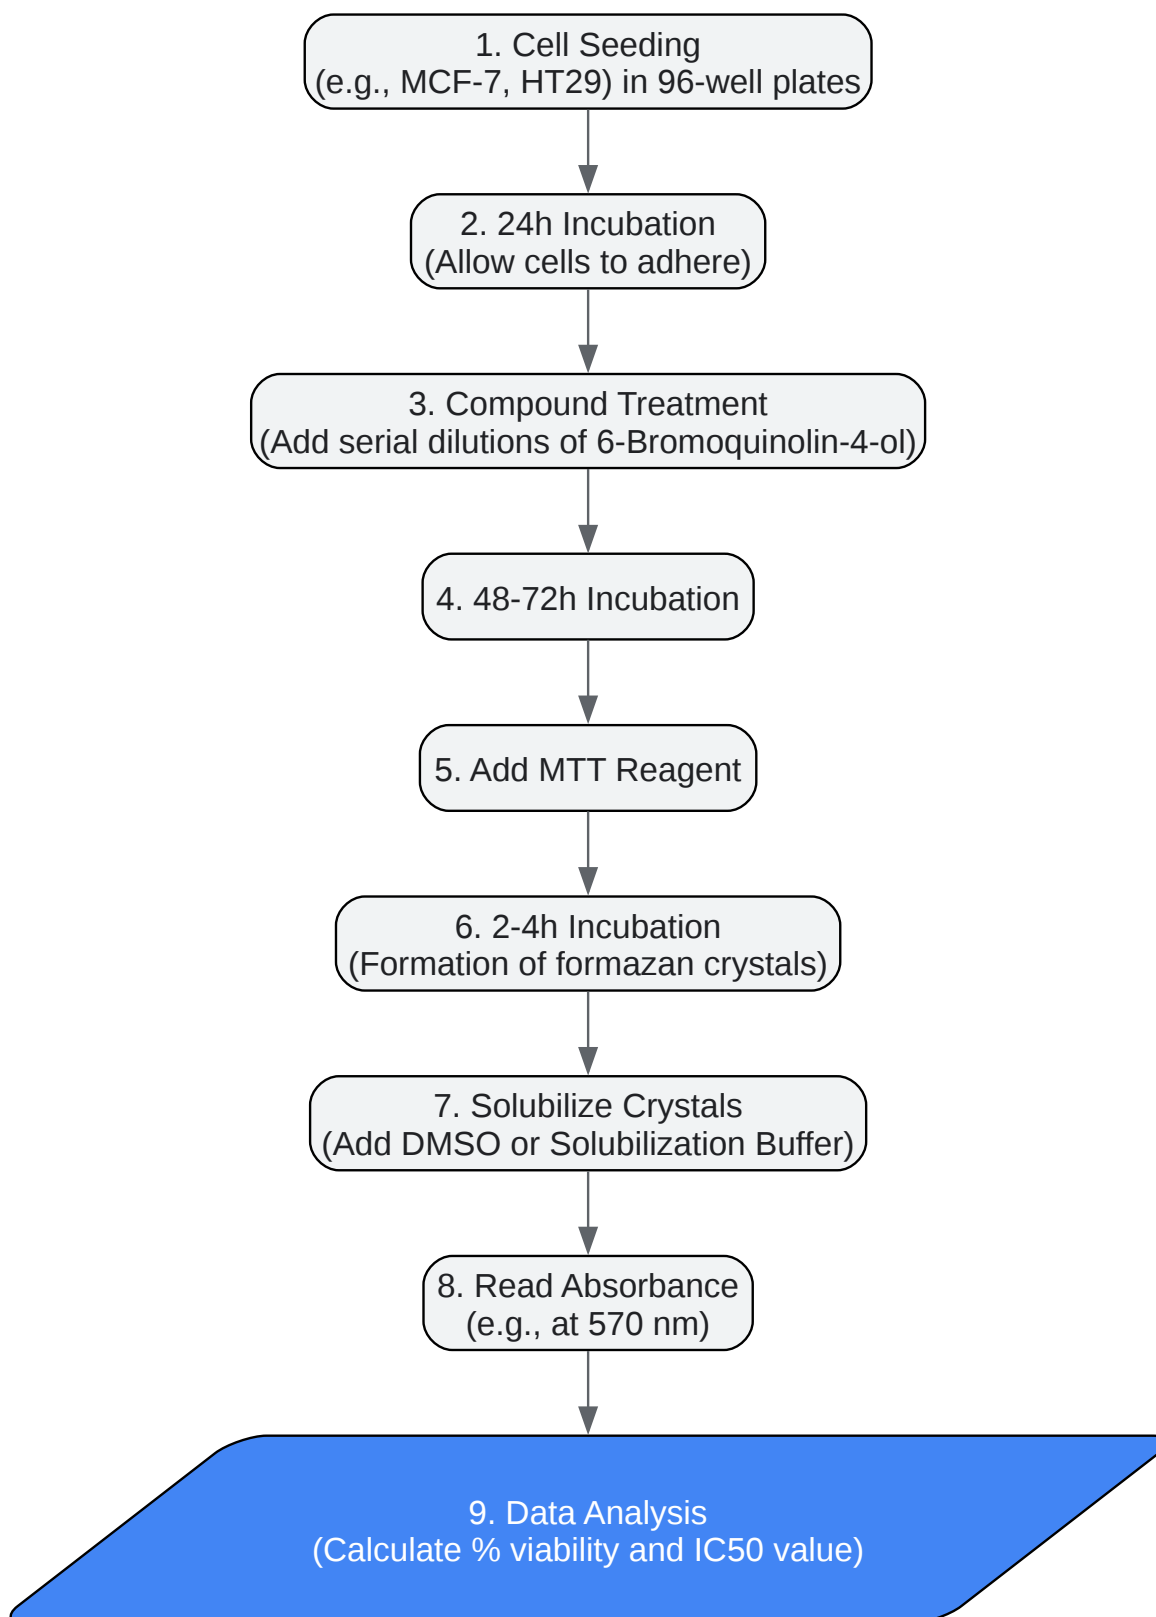 1. Cell Seeding
(e.g., MCF-7, HT29) in 96-well plates
2. 24h Incubation
(Allow cells to adhere)
3. Compound Treatment
(Add serial dilutions of 6-Bromoquinolin-4-ol)
4. 48-72h Incubation
5. Add MTT Reagent
6. 2-4h Incubation
(Formation of formazan crystals)
7. Solubilize Crystals
(Add DMSO or Solubilization Buffer)
8. Read Absorbance
(e.g., at 570 nm)
9. Data Analysis
(Calculate % viability and IC50 value)